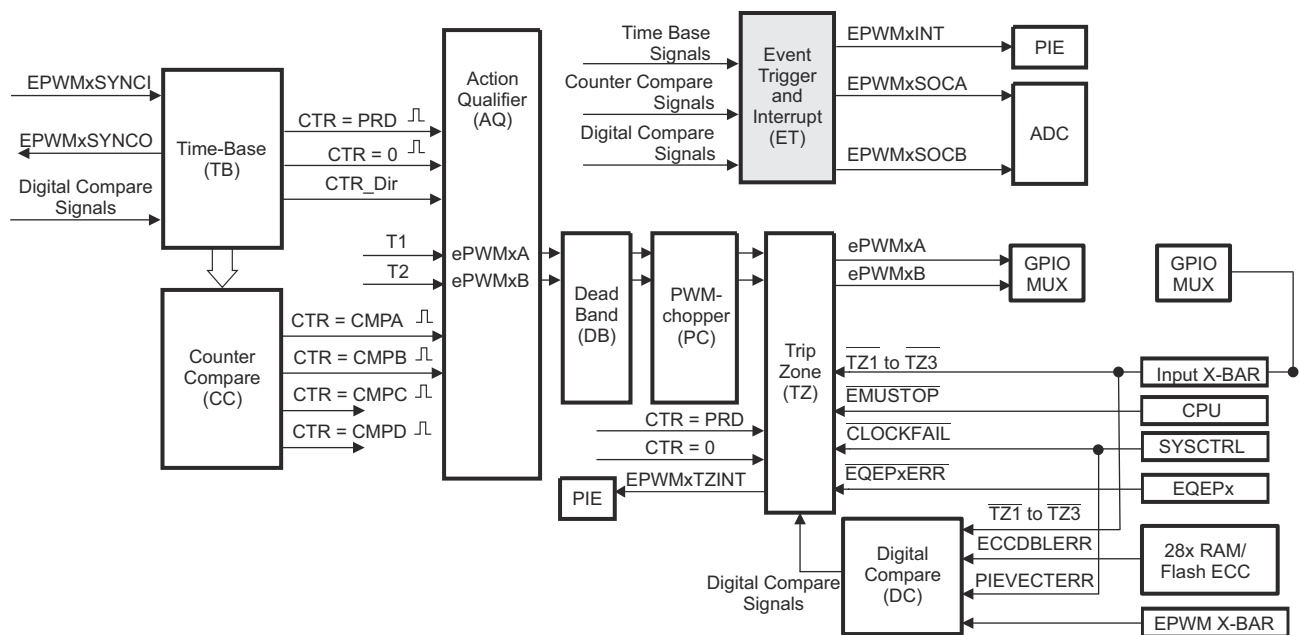 EPWMxSYNCI
EPWMxSYNCO
Digital Compare
Signals
Time-Base
(TB)
CTR = PRD
CTR = 0
CTR_Dir
Action
Qualifier
(AQ)
T1
T2
ePWMxA
ePWMxB
Counter
Compare
(CC)
CTR = CMPA
CTR = CMPB
CTR = CMPC
CTR = CMPD
Time Base
Signals
Counter Compare
Signals
Digital Compare
Signals
Event
Trigger
and
Interrupt
(ET)
EPWMxINT
EPWMxSOCA
EPWMxSOCB
PIE
ADC
Dead
Band
(DB)
PWM-
chopper
(PC)
Trip
Zone
(TZ)
ePWMxA
ePWMxB
GPIO
MUX
GPIO
MUX
TZ1 to TZ3
EMUSTOP
CLOCKFAIL
EQEPxERR
Input X-BAR
CPU
SYSCTRL
EQEPx
CTR = PRD
CTR = 0
EPWMxTZINT
PIE
TZ1 to TZ3
ECCDBLERR
PIEVECTERR
28x RAM/
Flash ECC
EPWM X-BAR
Digital
Compare
(DC)
Digital Compare
Signals